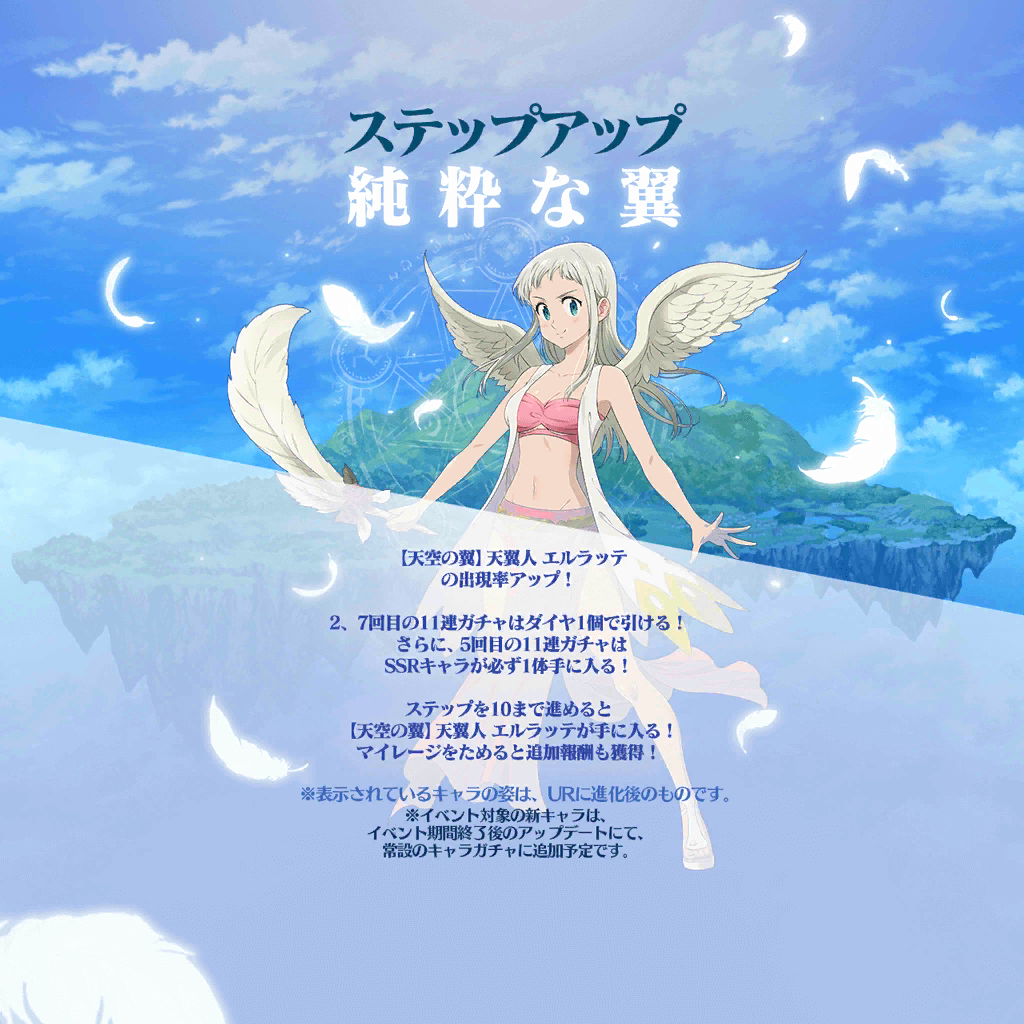 ステップアップ
純粋な翼
【天空の翼】天翼人 エルラッテ
の出現率アップ！
2、7回目の11連ガチャはダイヤ1個で引ける！
さらに、5回目の11連ガチャは
SSRキャラが必ず1体手に入る！
ステップを10まで進めると
【天空の翼】天翼人 エルラッテが手に入る！
マイレージをためると追加報酬も獲得！
※表示されているキャラの姿は、URに進化後のものです。
※イベント対象の新キャラは、
イベント期間終了後のアップデートにて、
常設のキャラガチャに追加予定です。